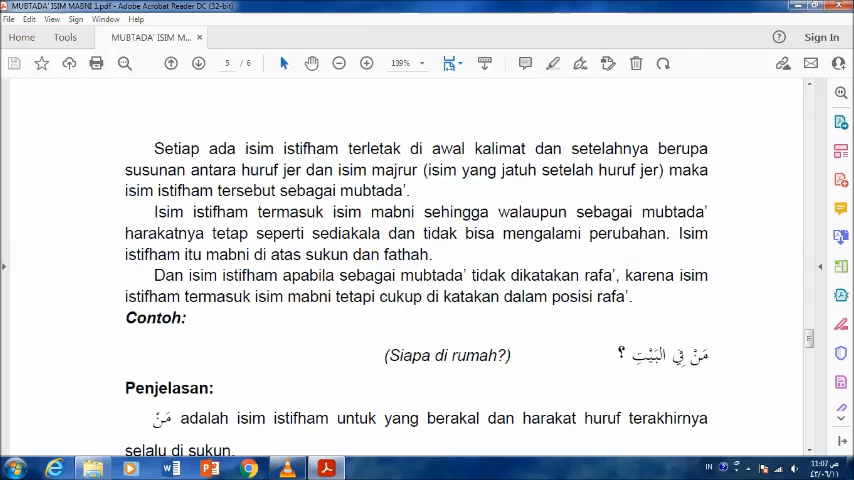 MUBTADA' ISIM MABNI 1.pdf - Adobe Acrobat Reader DC (32-bit)
File Edit View Sign Window Help
Home Tools MUBTADA' ISIM M... × Sign In
5 / 6 139%
Setiap ada isim istifham terletak di awal kalimat dan setelahnya berupa
susunan antara huruf jer dan isim majrur (isim yang jatuh setelah huruf jer) maka
isim istifham tersebut sebagai mubtada’.
Isim istifham termasuk isim mabni sehingga walaupun sebagai mubtada’
harakatnya tetap seperti sediakala dan tidak bisa mengalami perubahan. Isim
istifham itu mabni di atas sukun dan fathah.
Dan isim istifham apabila sebagai mubtada’ tidak dikatakan rafa’, karena isim
istifham termasuk isim mabni tetapi cukup di katakan dalam posisi rafa’.
Contoh:
(Siapa di rumah?) مَنْ فِي البَيْتِ ؟
Penjelasan:
مَنْ adalah isim istifham untuk yang berakal dan harakat huruf terakhirnya
selalu di sukun.
IN 11:07 ص
٤٣/٠٦/١١